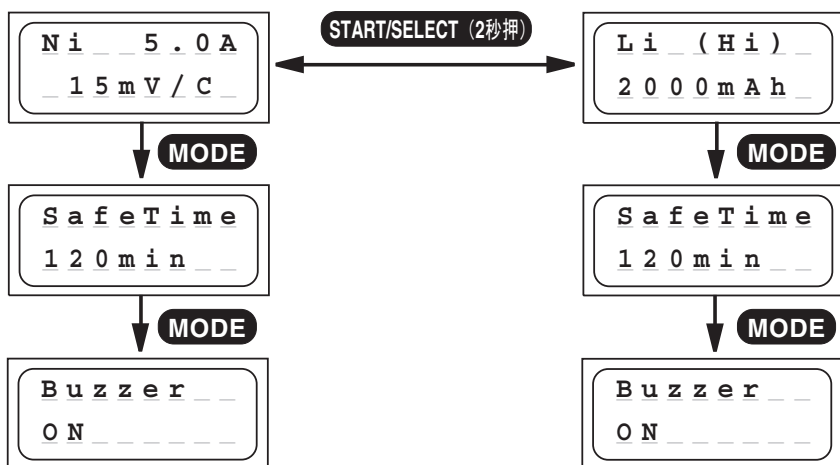 START/SELECT（2秒押）
Ni 5.0A
15mV/C
MODE
SafeTime
120min
MODE
Buzzer
ON
Li (Hi)
2000mAh
MODE
SafeTime
120min
MODE
Buzzer
ON